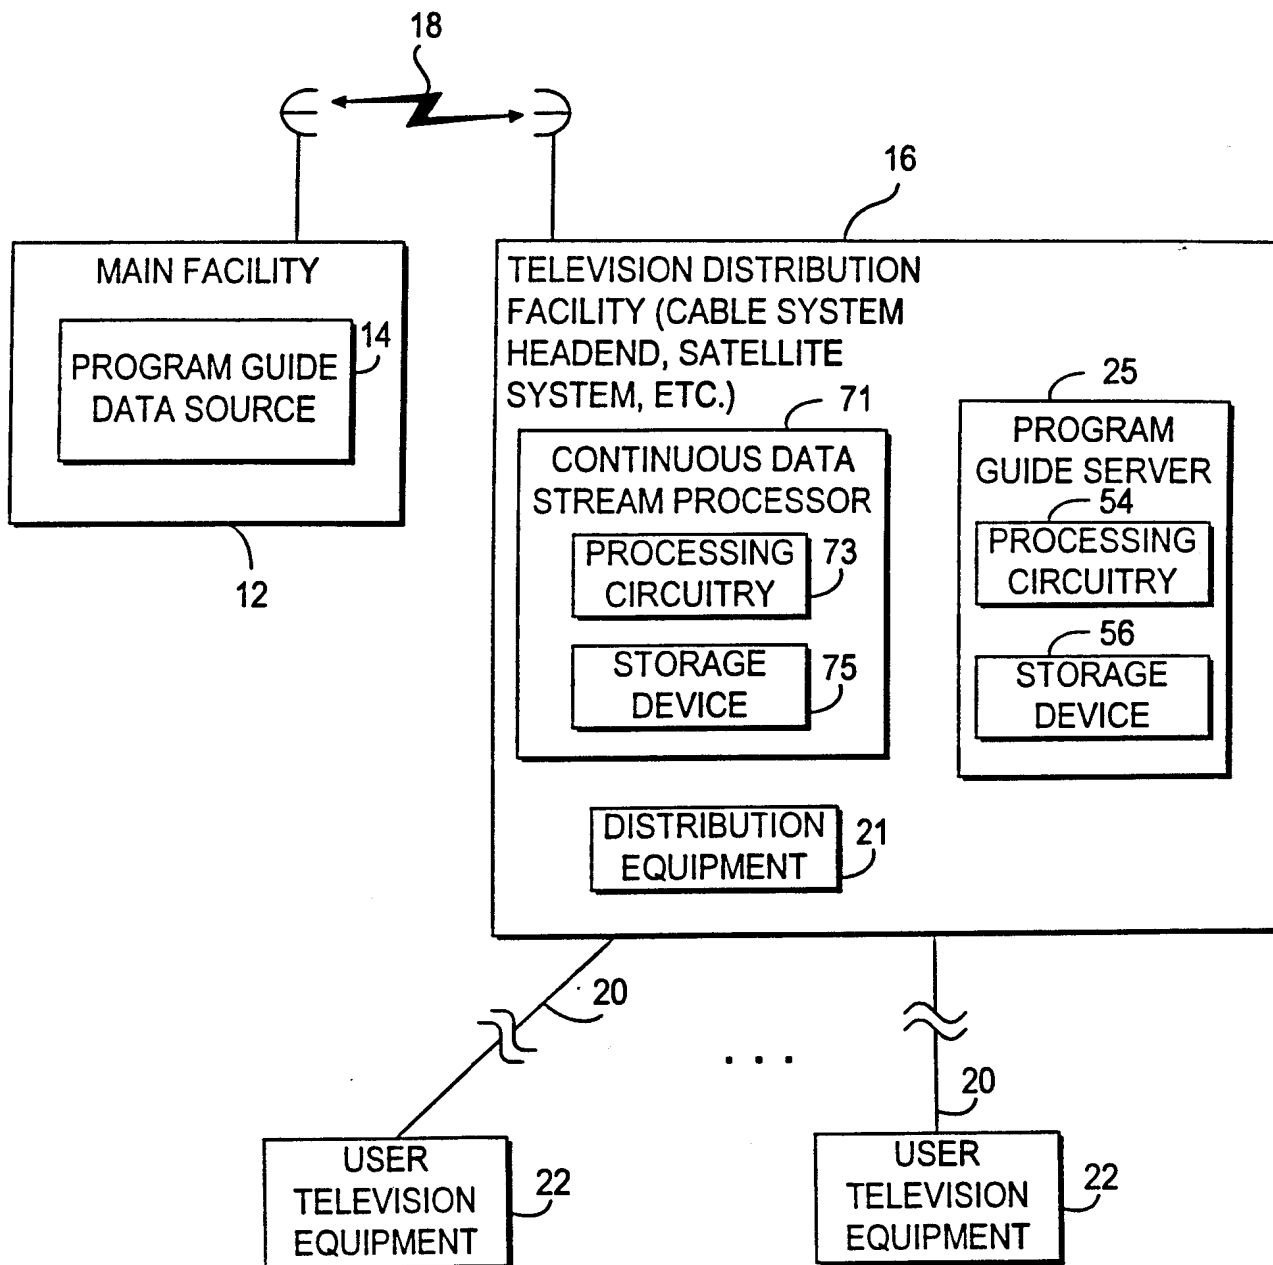 18
16
MAIN FACILITY
PROGRAM GUIDE
DATA SOURCE
14
12
TELEVISION DISTRIBUTION
FACILITY (CABLE SYSTEM
HEADEND, SATELLITE
SYSTEM, ETC.)
71
CONTINUOUS DATA
STREAM PROCESSOR
PROCESSING
CIRCUITRY
73
STORAGE
DEVICE
75
25
PROGRAM
GUIDE SERVER
54
PROCESSING
CIRCUITRY
56
STORAGE
DEVICE
DISTRIBUTION
EQUIPMENT
21
20
. . .
20
USER
TELEVISION
EQUIPMENT
22
USER
TELEVISION
EQUIPMENT
22